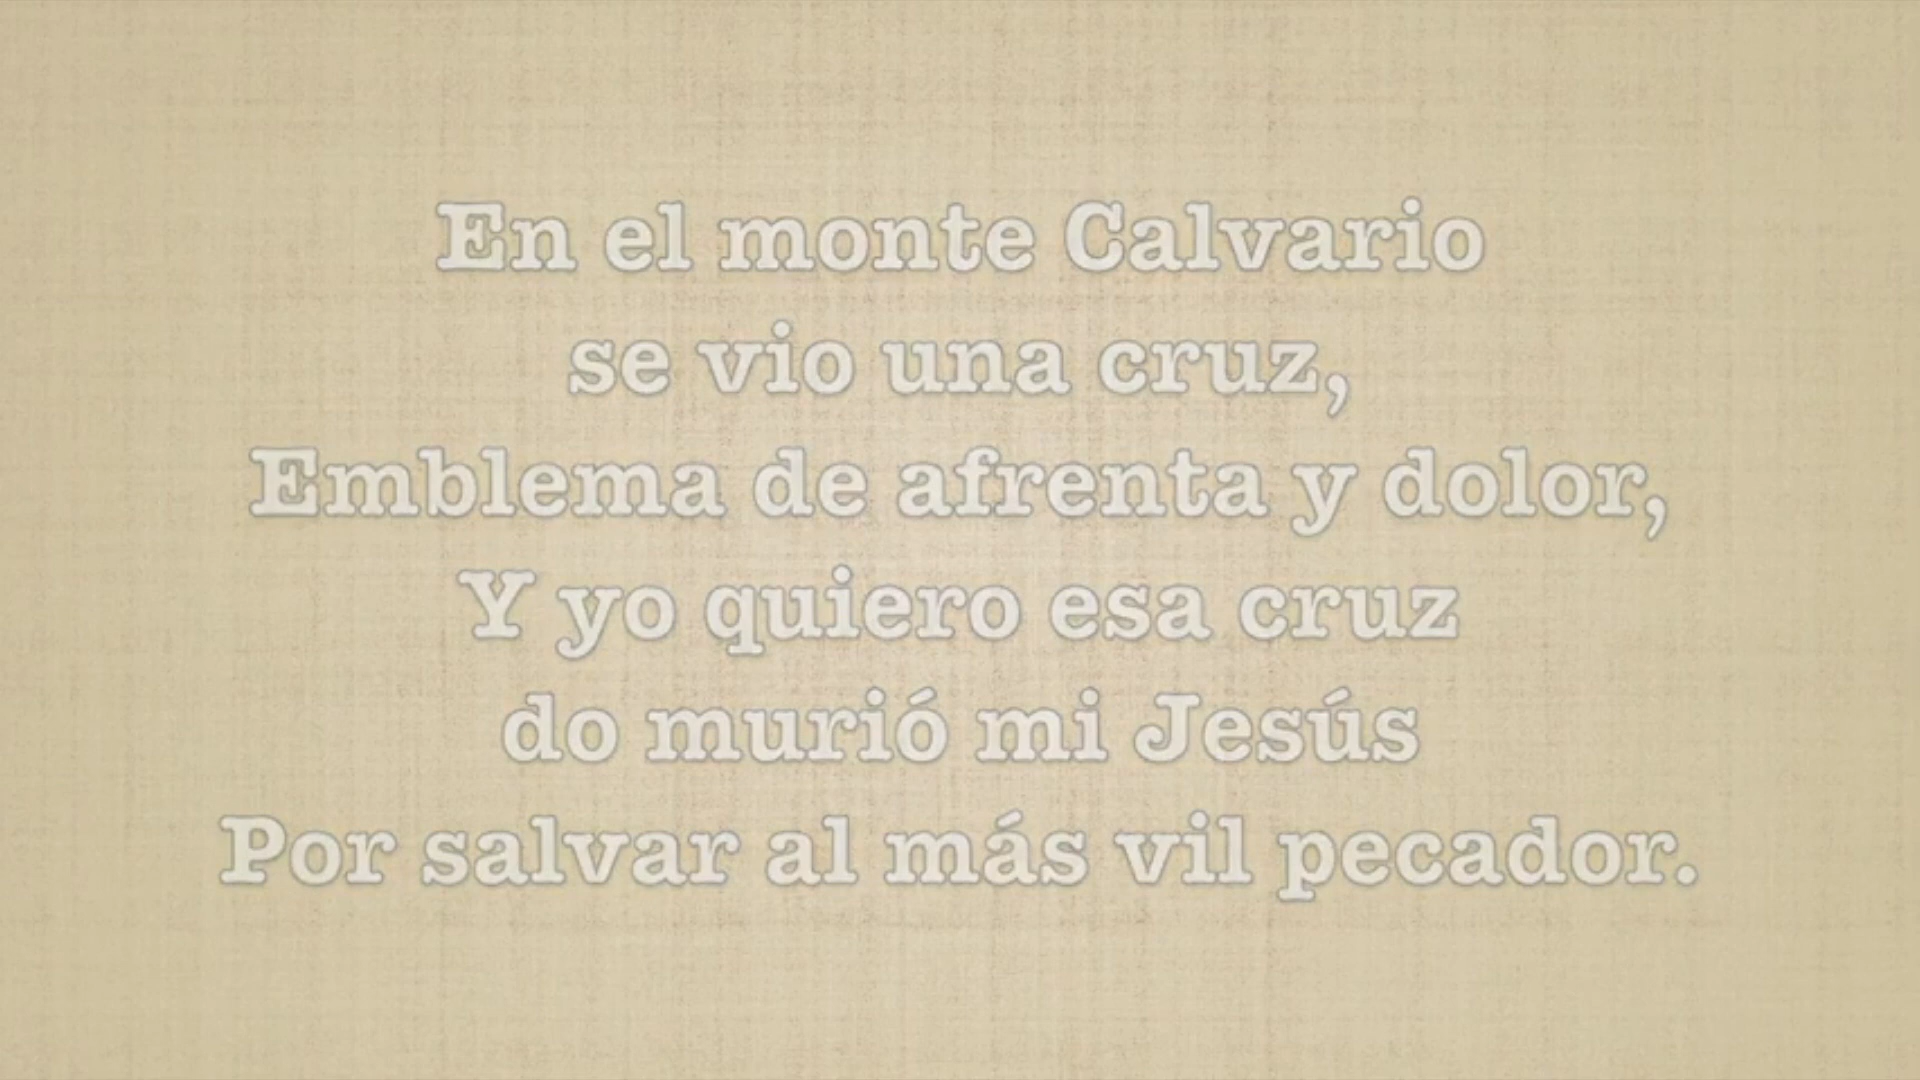 En el monte Calvario
se vio una cruz,
Emblema de afrenta y dolor,
Y yo quiero esa cruz
do murió mi Jesús
Por salvar al más vil pecador.